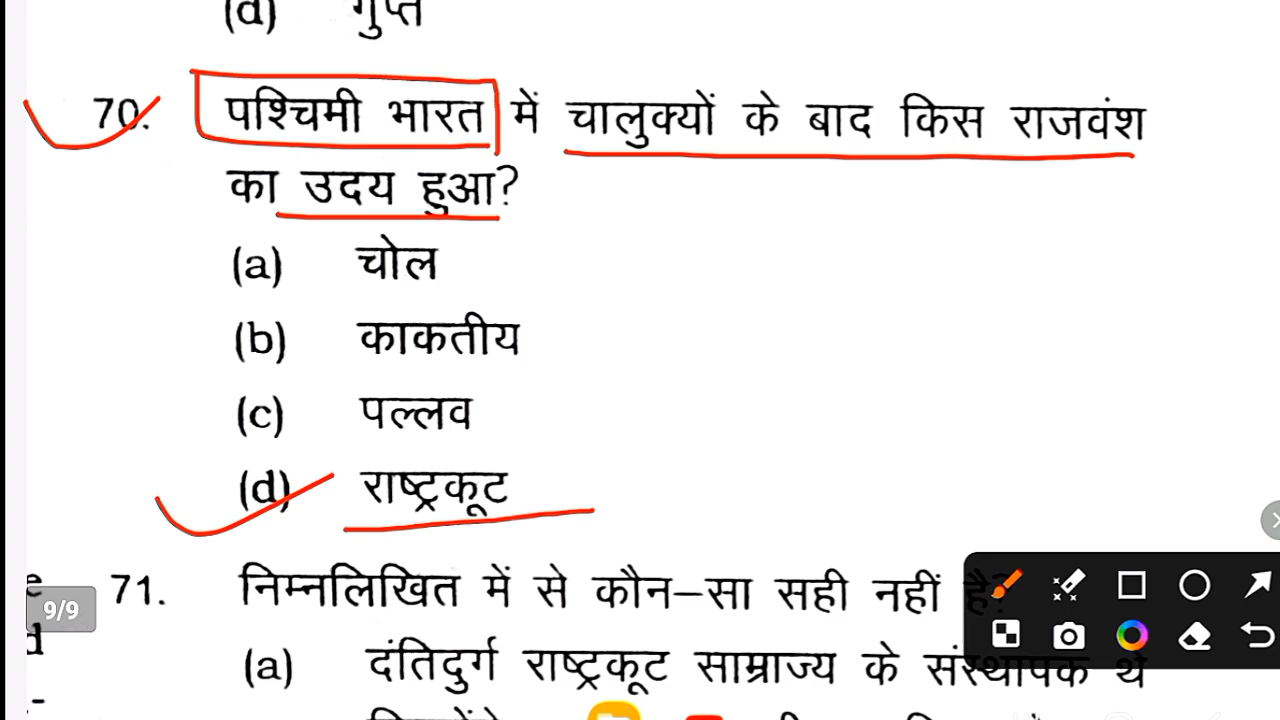 (d) गुप्त
70. पश्चिमी भारत में चालुक्यों के बाद किस राजवंश
का उदय हुआ?
(a) चोल
(b) काकतीय
(c) पल्लव
(d) राष्ट्रकूट
71. निम्नलिखित में से कौन–सा सही नहीं है?
9/9
(a) दंतिदुर्ग राष्ट्रकूट साम्राज्य के संस्थापक थे